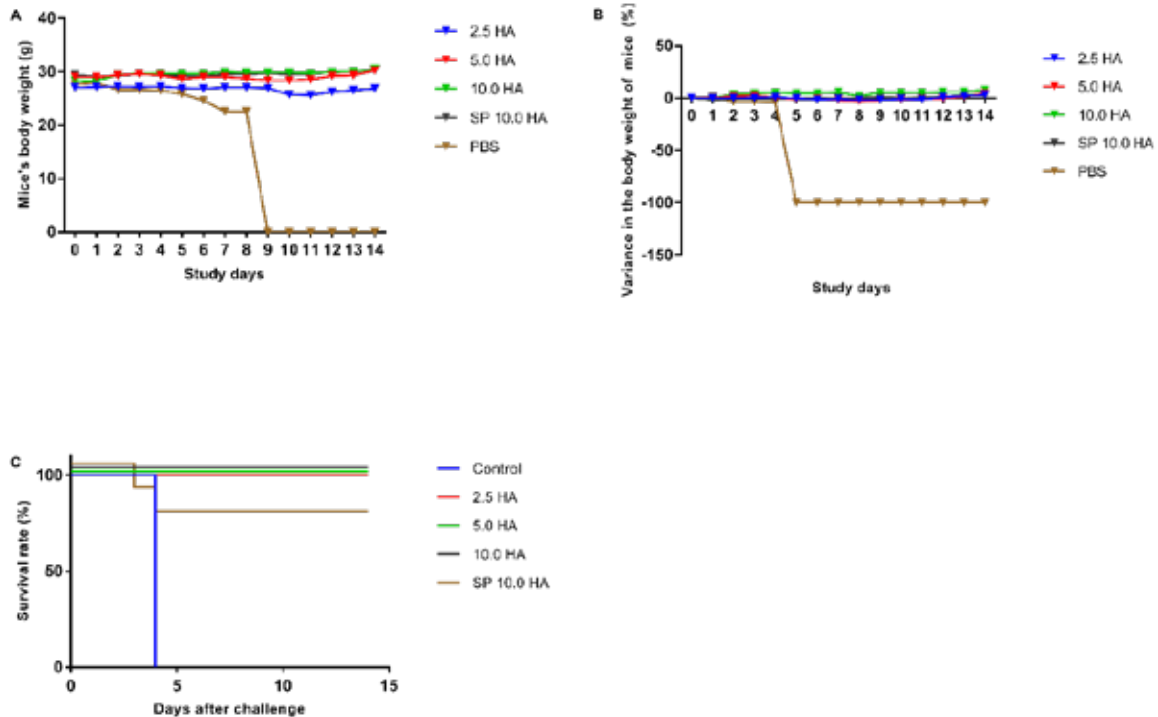 A
Mice's body weight (g)
40
30
20
10
0
0 1 2 3 4 5 6 7 8 9 10 11 12 13 14
Study days
2.5 HA
5.0 HA
10.0 HA
SP 10.0 HA
PBS
B
Variance in the body weight of mice (%)
50
0
-50
-100
-150
0 1 2 3 4 5 6 7 8 9 10 11 12 13 14
Study days
2.5 HA
5.0 HA
10.0 HA
SP 10.0 HA
PBS
C
Survival rate (%)
100
50
0
0 5 10 15
Days after challenge
Control
2.5 HA
5.0 HA
10.0 HA
SP 10.0 HA